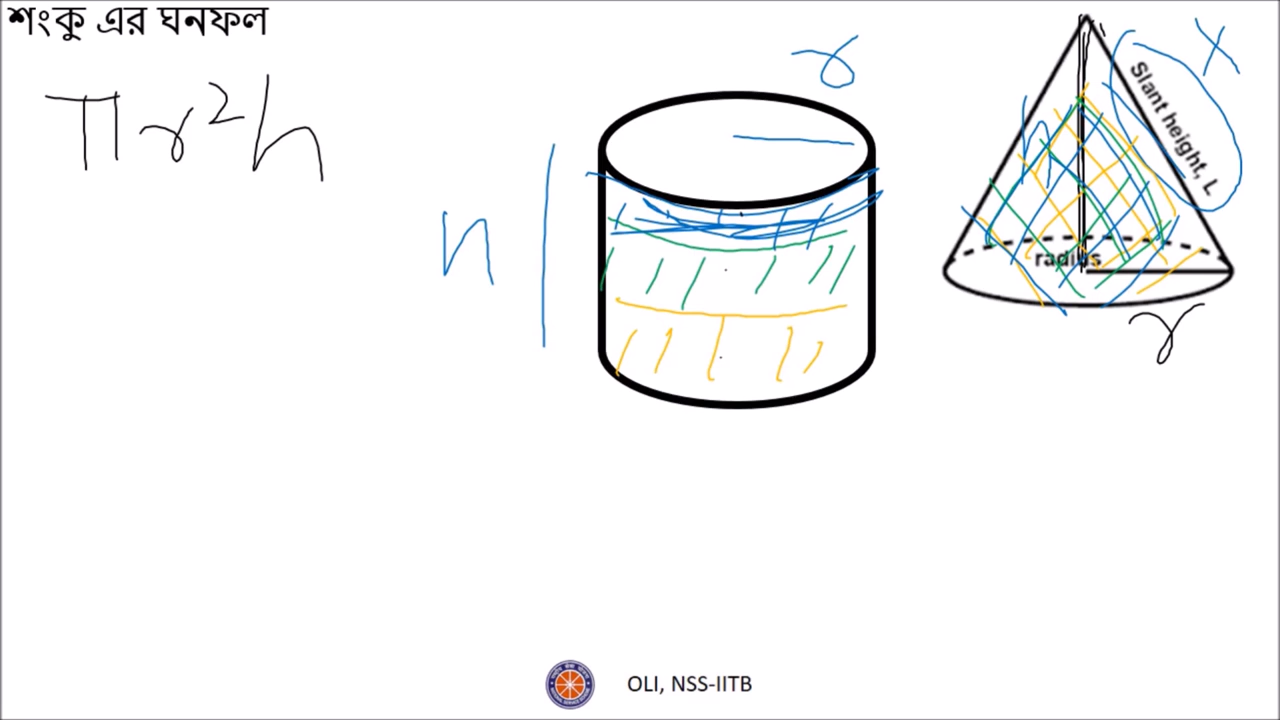 শংকু এর ঘনফল
πr²h
r
h
h
X
Slant height, L
radius
r
OLI, NSS-IITB